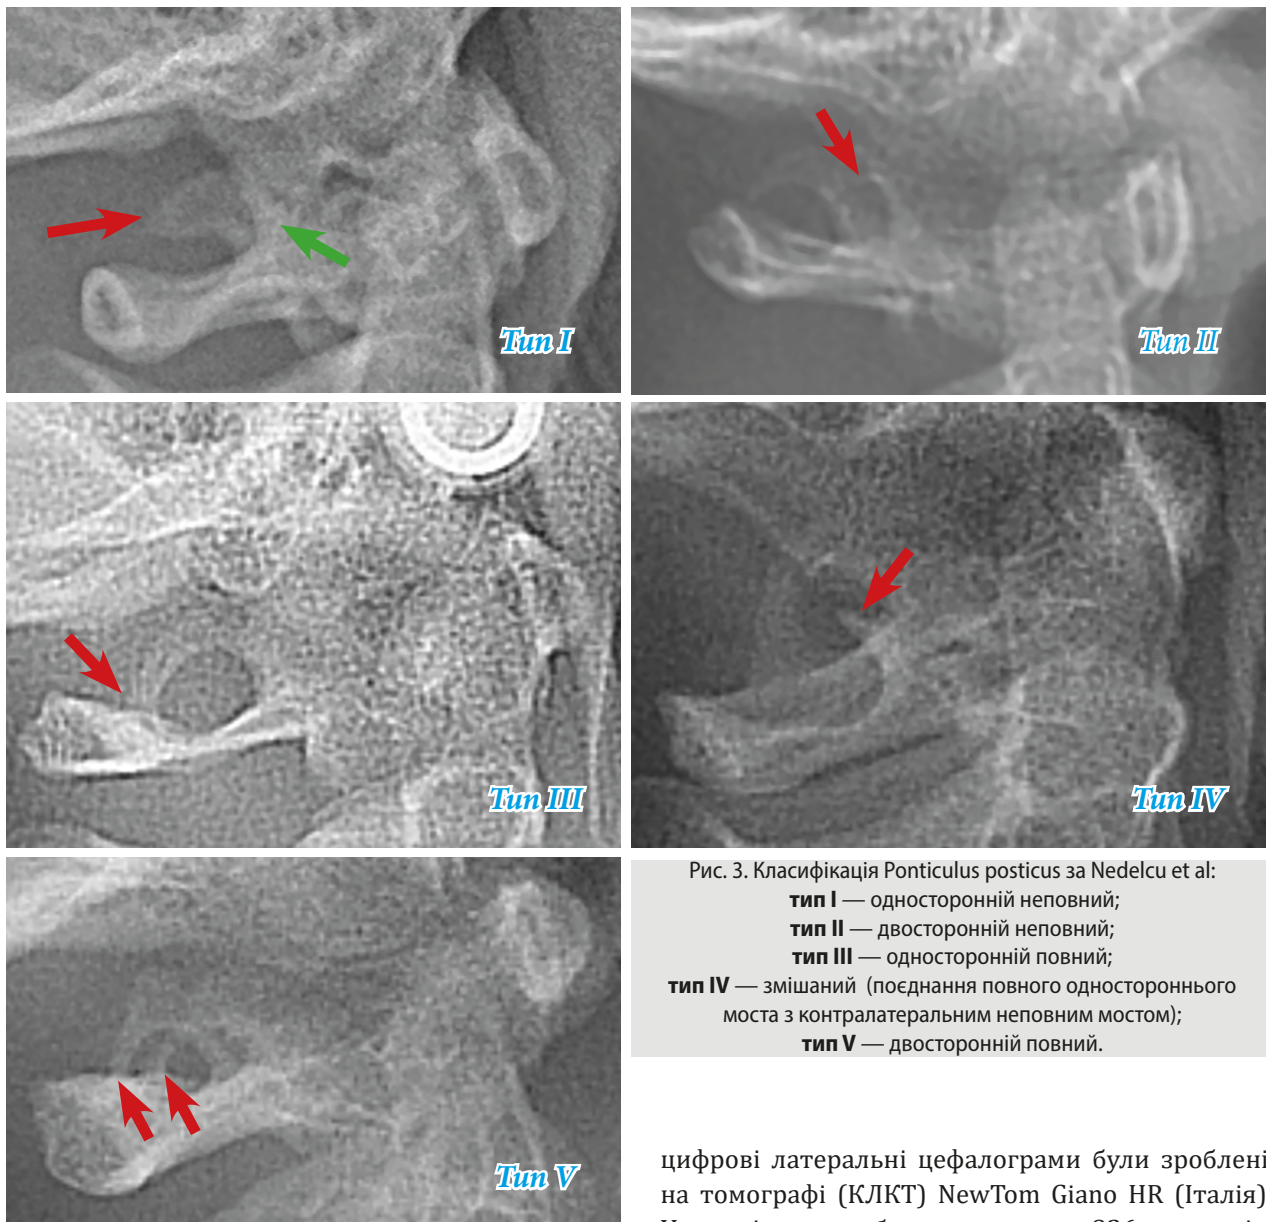 Тип I
Тип II
Тип III
Тип IV
Тип V
Рис. 3. Класифікація Ponticulus posticus за Nedelcu et al:
тип I — односторонній неповний;
тип II — двосторонній неповний;
тип III — односторонній повний;
тип IV — змішаний (поєднання повного одностороннього
моста з контралатеральним неповним мостом);
тип V — двосторонній повний.
цифрові латеральні цефалограми були зроблені
на томографі (КЛКТ) NewTom Giano HR (Італія)